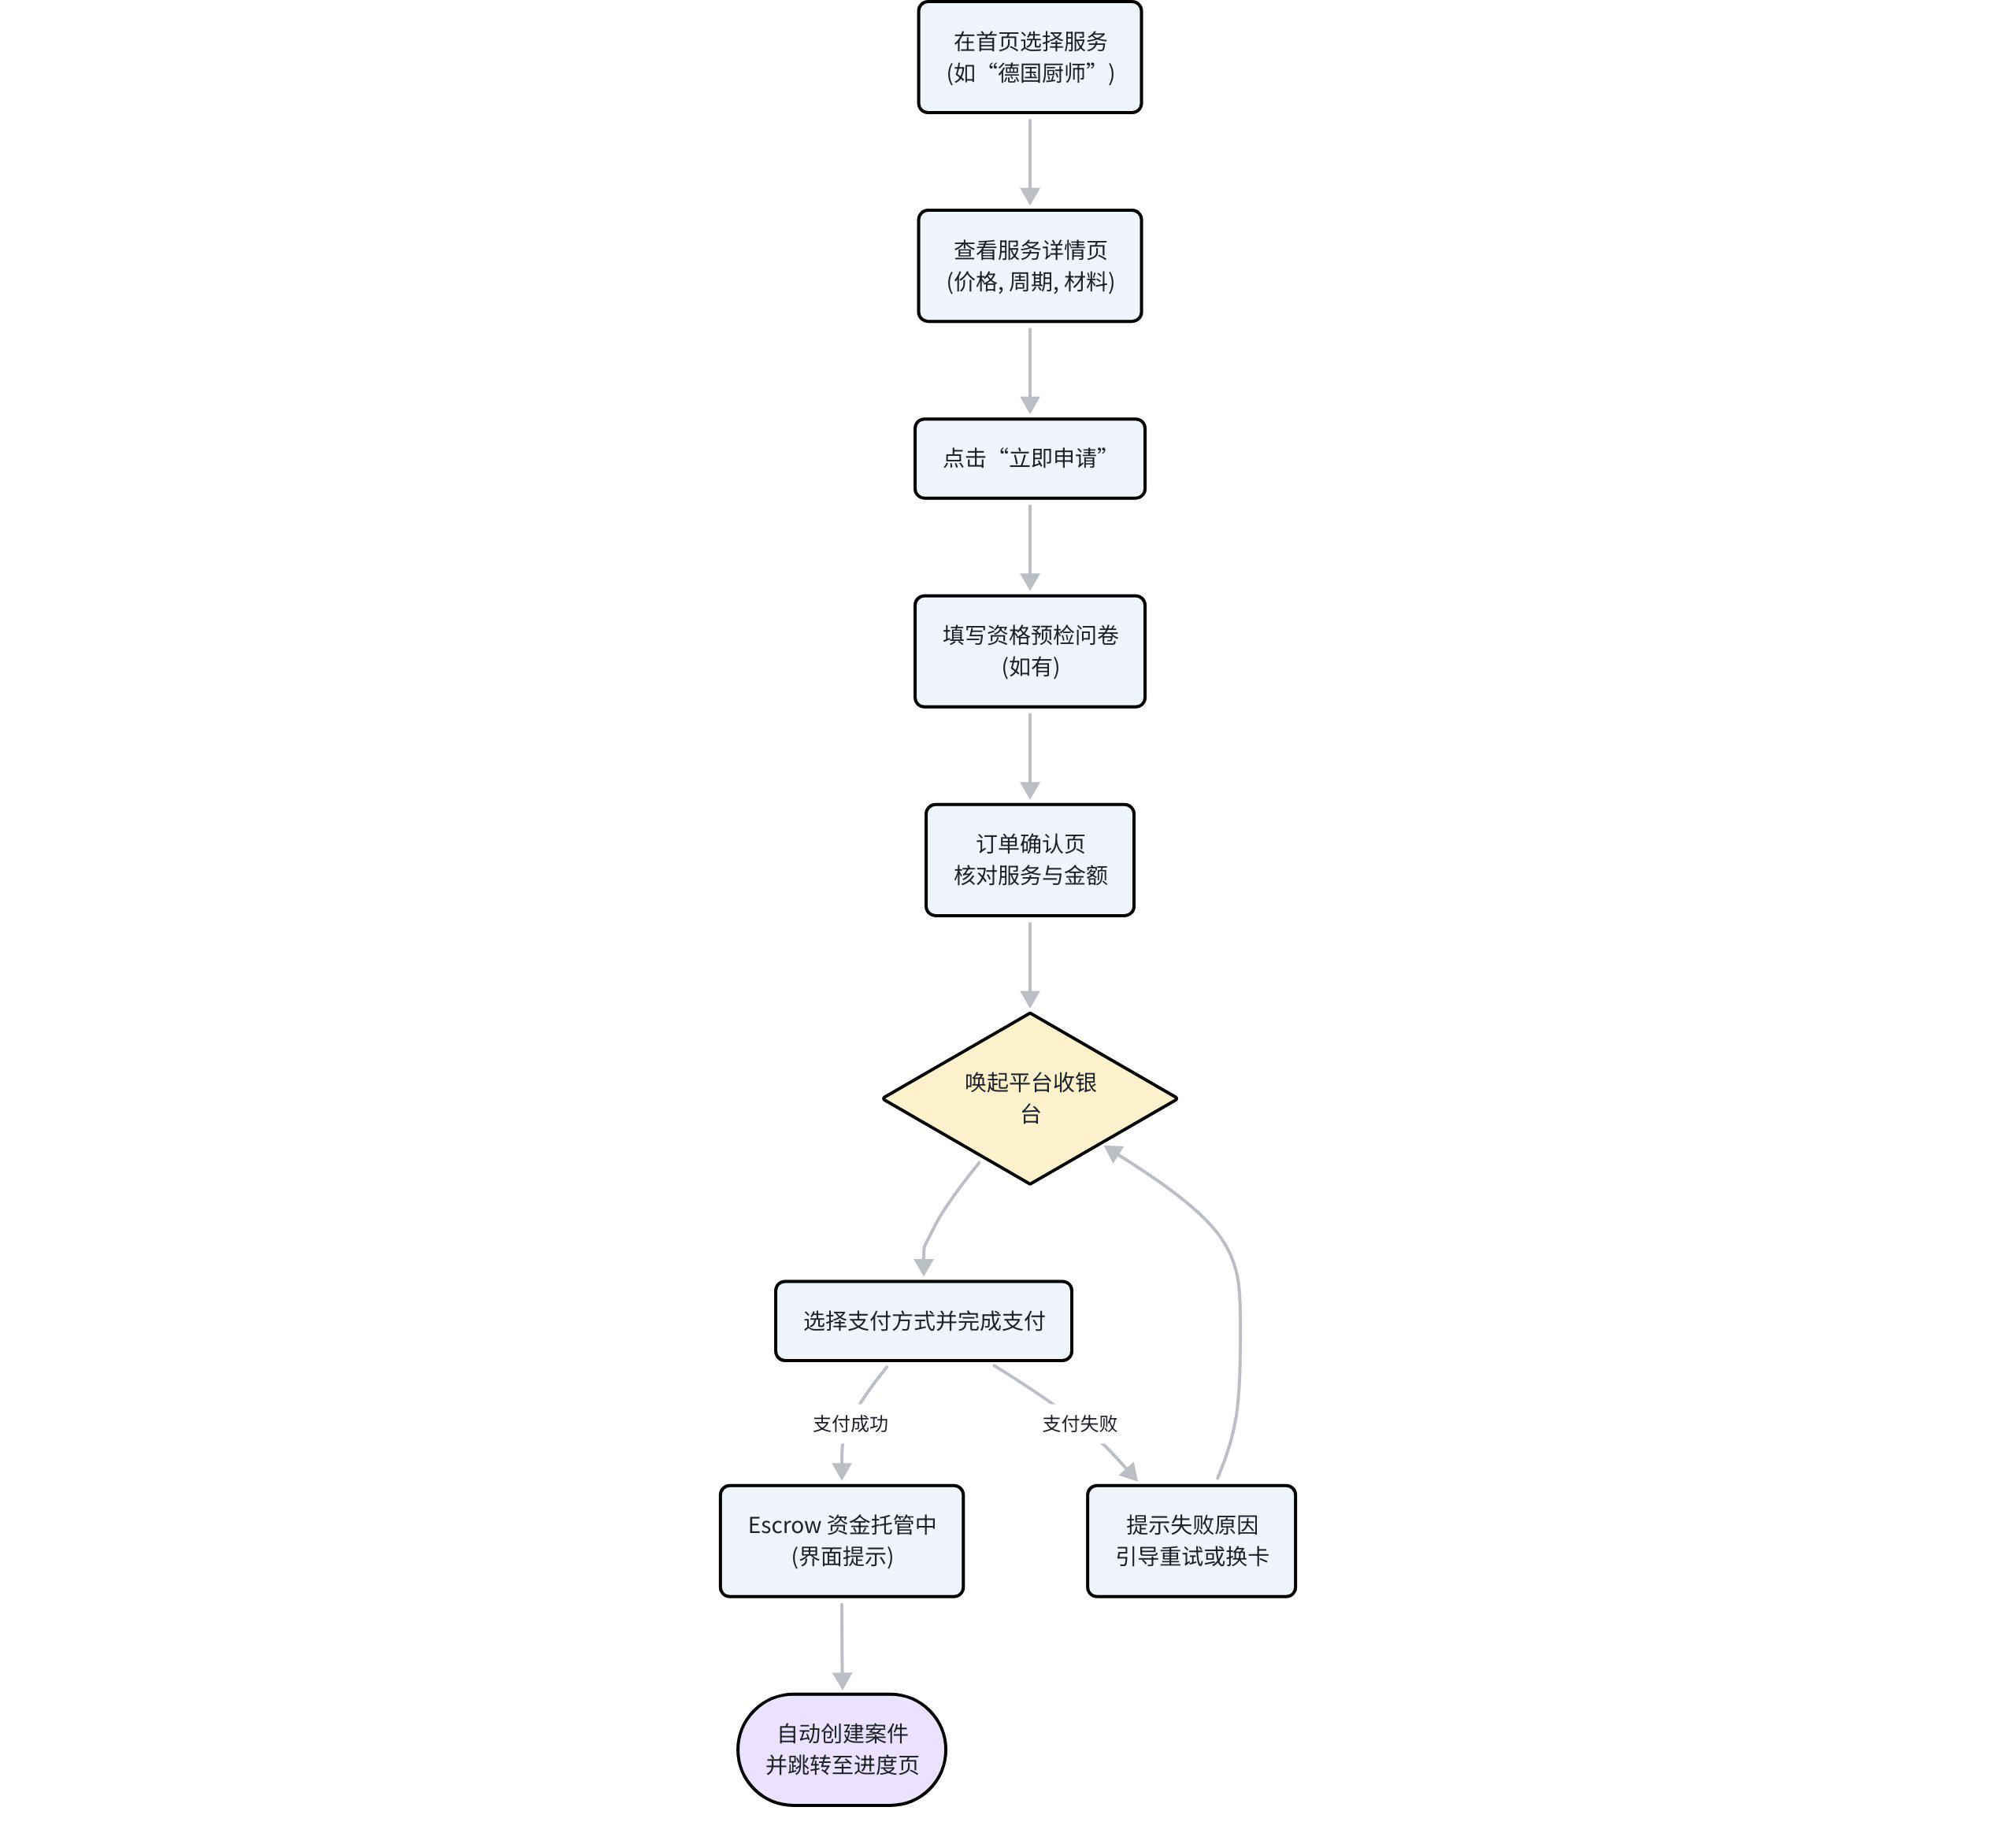 在首页选择服务
(如“德国厨师”)
查看服务详情页
(价格, 周期, 材料)
点击“立即申请”
填写资格预检问卷
(如有)
订单确认页
核对服务与金额
唤起平台收银
台
选择支付方式并完成支付
支付成功
支付失败
Escrow 资金托管中
(界面提示)
提示失败原因
引导重试或换卡
自动创建案件
并跳转至进度页